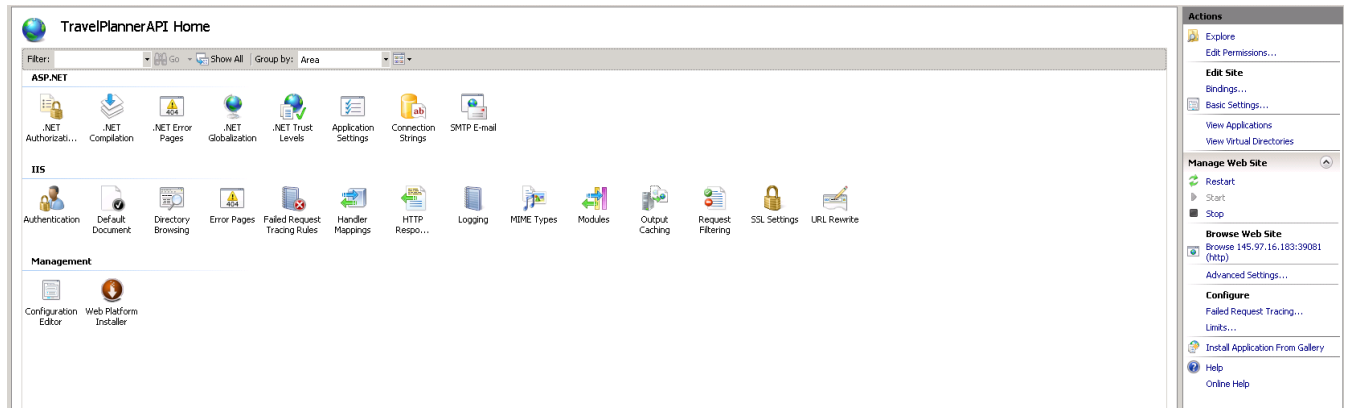 TravelPlannerAPI Home
Filter: Go Show All Group by: Area
ASP.NET
.NET Authorizati...
.NET Compilation
.NET Error Pages
.NET Globalization
.NET Trust Levels
Application Settings
Connection Strings
SMTP E-mail
IIS
Authentication
Default Document
Directory Browsing
Error Pages
Failed Request Tracing Rules
Handler Mappings
HTTP Respo...
Logging
MIME Types
Modules
Output Caching
Request Filtering
SSL Settings
URL Rewrite
Management
Configuration Editor
Web Platform Installer
Actions
Explore
Edit Permissions...
Edit Site
Bindings...
Basic Settings...
View Applications
View Virtual Directories
Manage Web Site
Restart
Start
Stop
Browse Web Site
Browse 145.97.16.183:39081
(http)
Advanced Settings...
Configure
Failed Request Tracing...
Limits...
Install Application From Gallery
Help
Online Help